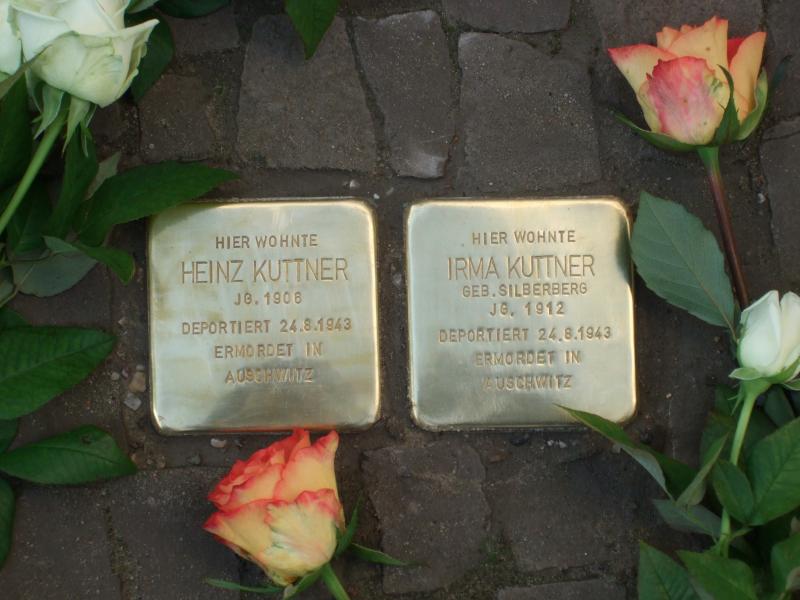 HIER WOHNTE
HEINZ KUTTNER
JG. 1906
DEPORTIERT 24.8.1943
ERMORDET IN
AUSCHWITZ
HIER WOHNTE
IRMA KUTTNER
GEB. SILBERBERG
JG. 1912
DEPORTIERT 24.8.1943
ERMORDET IN
AUSCHWITZ